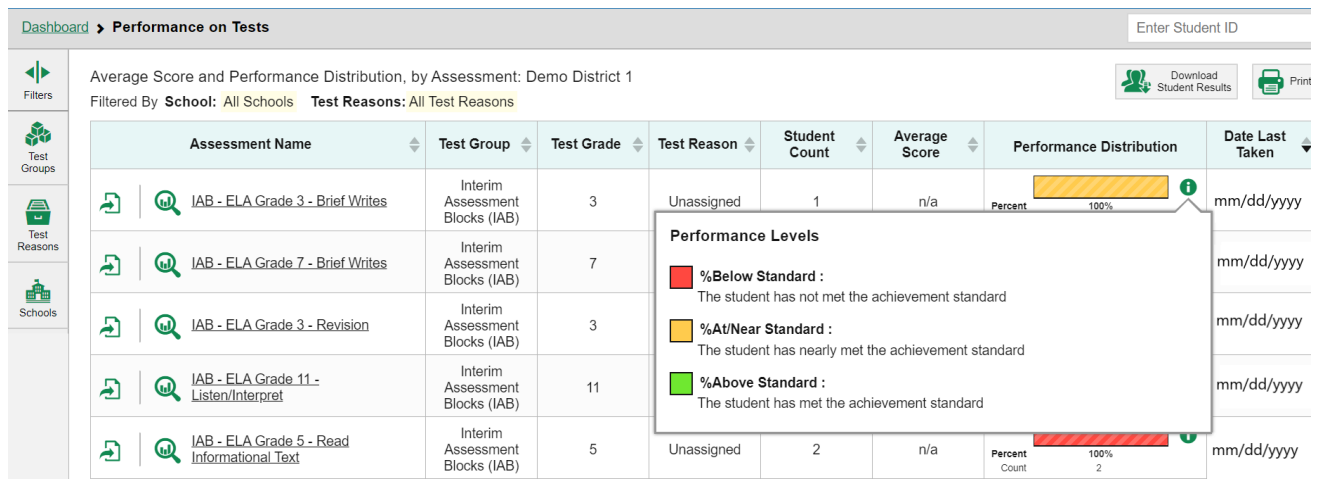 Dashboard > Performance on Tests
Enter Student ID
Filters
Test
Groups
Test
Reasons
Schools
Average Score and Performance Distribution, by Assessment: Demo District 1
Download
Student Results
Print
Filtered By School: All Schools Test Reasons: All Test Reasons
Assessment Name
Test Group
Test Grade
Test Reason
Student
Count
Average
Score
Performance Distribution
Date Last
Taken
IAB - ELA Grade 3 - Brief Writes
Interim
Assessment
Blocks (IAB)
3
Unassigned
1
n/a
Percent 100%
mm/dd/yyyy
IAB - ELA Grade 7 - Brief Writes
Interim
Assessment
Blocks (IAB)
7
mm/dd/yyyy
IAB - ELA Grade 3 - Revision
Interim
Assessment
Blocks (IAB)
3
mm/dd/yyyy
IAB - ELA Grade 11 -
Listen/Interpret
Interim
Assessment
Blocks (IAB)
11
mm/dd/yyyy
IAB - ELA Grade 5 - Read
Informational Text
Interim
Assessment
Blocks (IAB)
5
Unassigned
2
n/a
Percent 100%
Count 2
mm/dd/yyyy
Performance Levels
%Below Standard :
The student has not met the achievement standard
%At/Near Standard :
The student has nearly met the achievement standard
%Above Standard :
The student has met the achievement standard